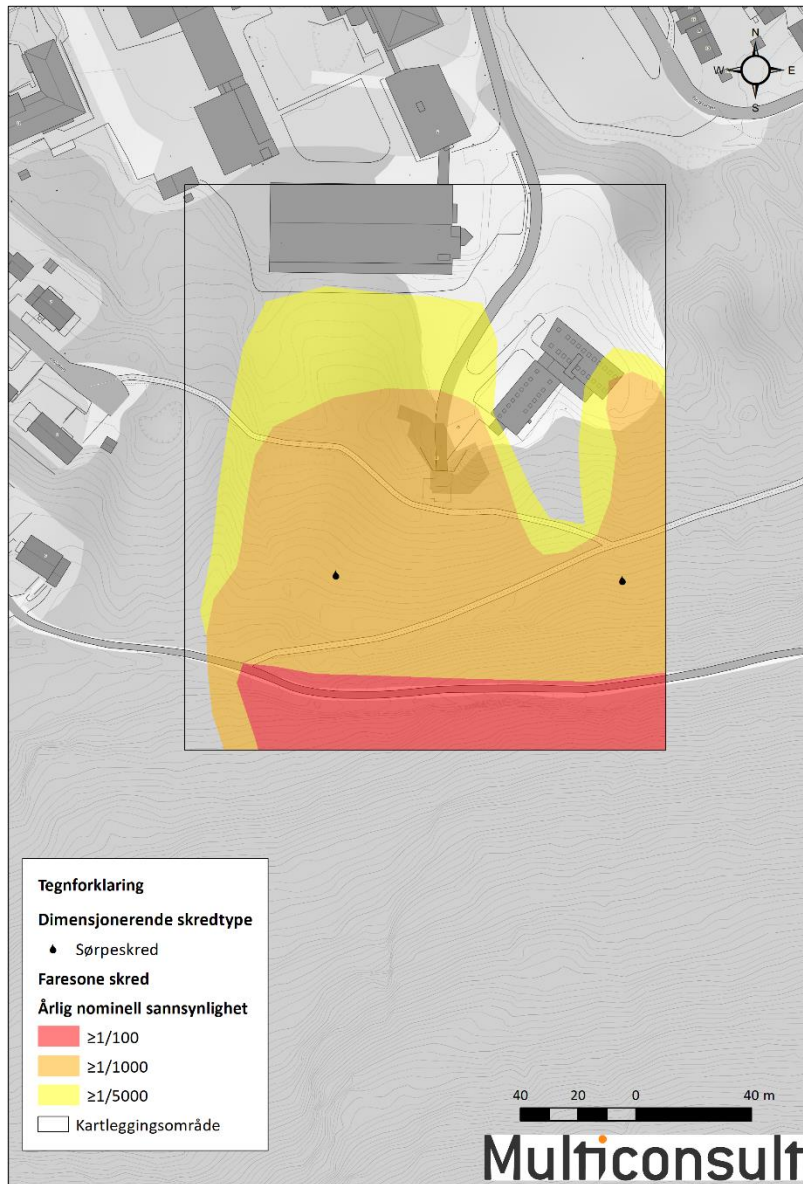 N
W E
S
Tegnforklaring
Dimensjonerende skredtype
Sørpeskred
Faresone skred
Årlig nominell sannsynlighet
≥1/100
≥1/1000
≥1/5000
Kartleggingsområde
40 20 0 40 m
Multiconsult